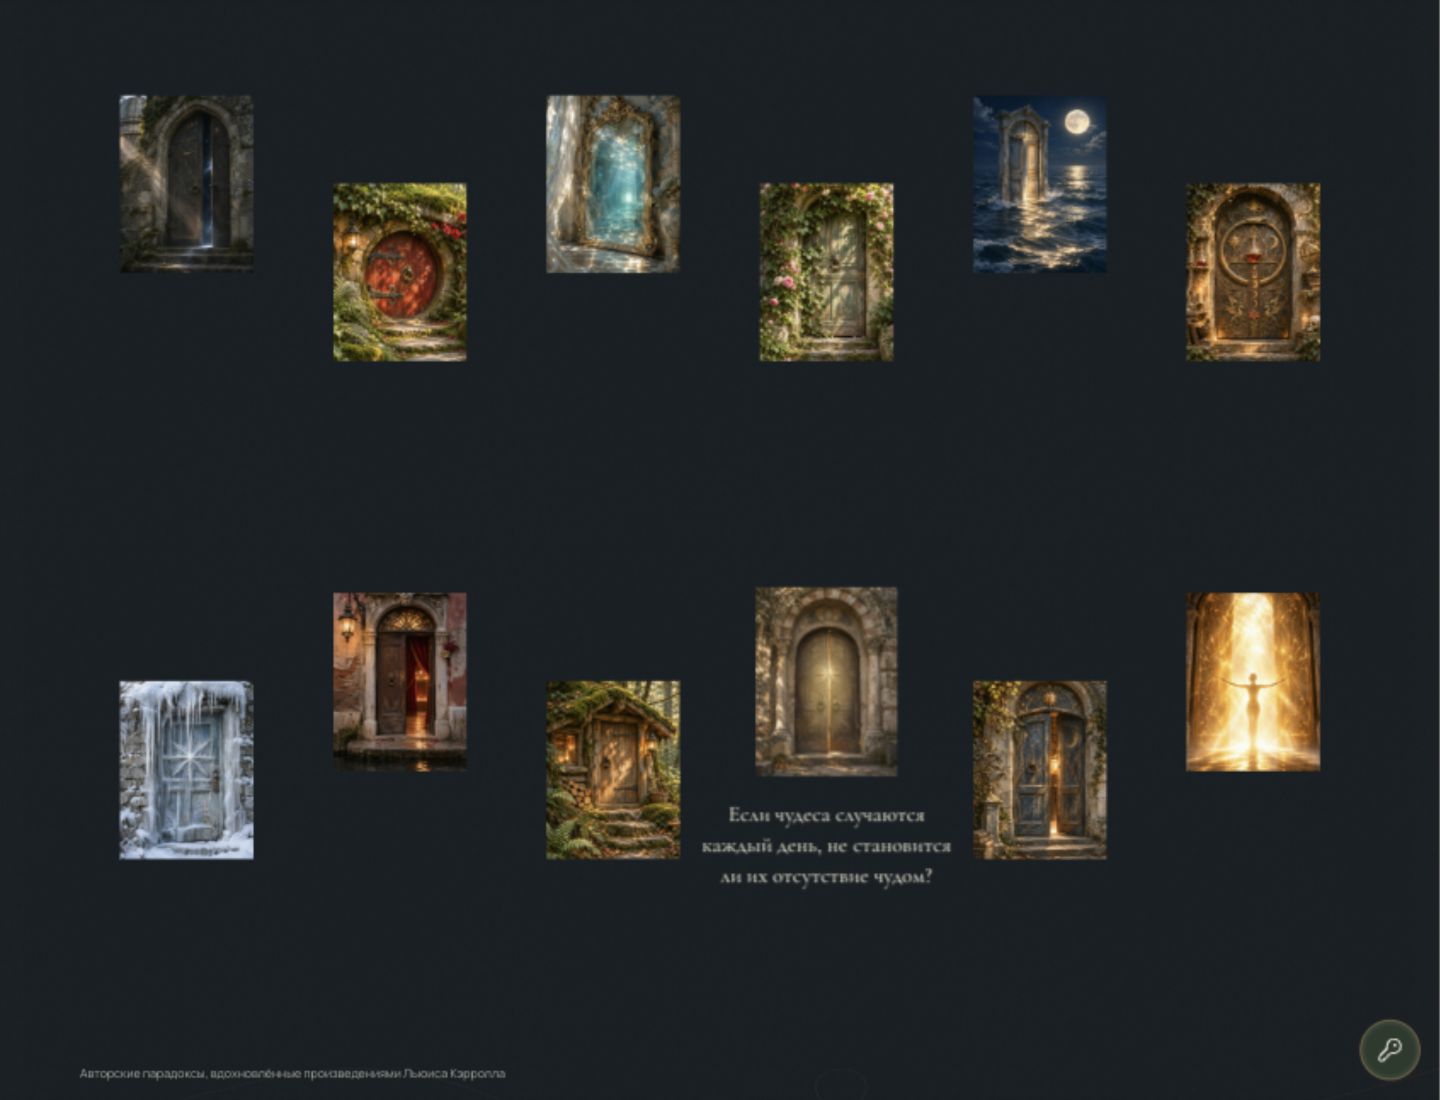 Если чудеса случаются
каждый день, не становится
ли их отсутствие чудом?
Авторские парадоксы, вдохновлённые произведениями Льюиса Кэрролла